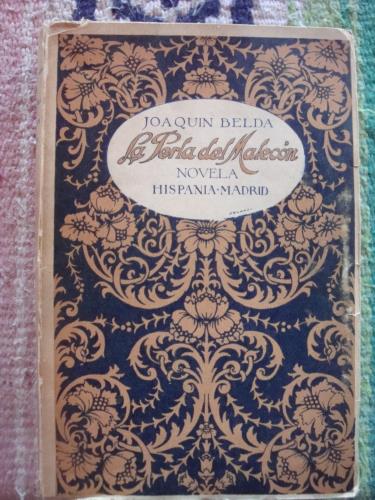 JOAQUIN BELDA
La Perla del Malecón
NOVELA
HISPANIA-MADRID